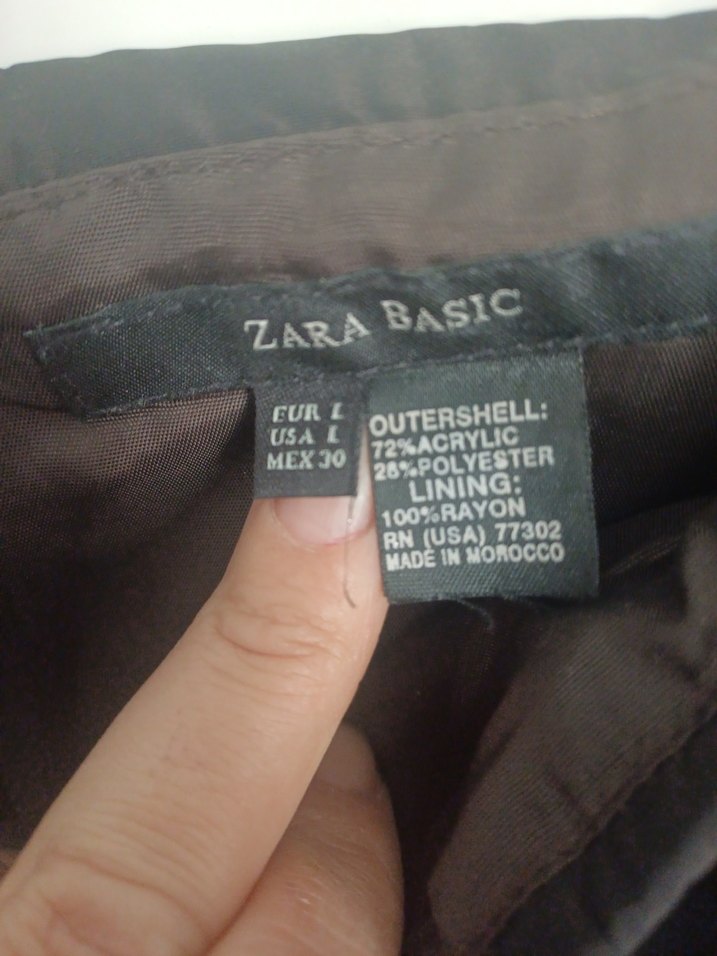 ZARA BASIC
EUR L
USA L
MEX 30
OUTERSHELL:
72%ACRYLIC
28%POLYESTER
LINING:
100%RAYON
RN (USA) 77302
MADE IN MOROCCO